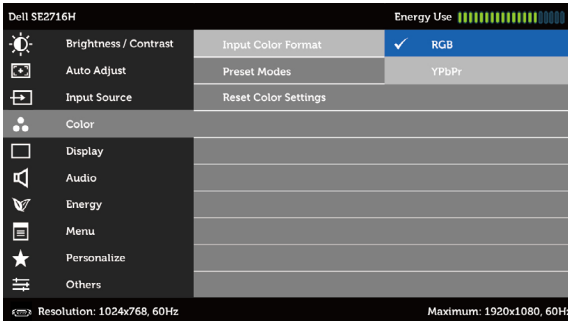 Dell SE2716H Energy Use
Brightness / Contrast Input Color Format RGB
Auto Adjust Preset Modes YPbPr
Input Source Reset Color Settings
Color
Display
Audio
Energy
Menu
Personalize
Others
Resolution: 1024x768, 60Hz Maximum: 1920x1080, 60Hz